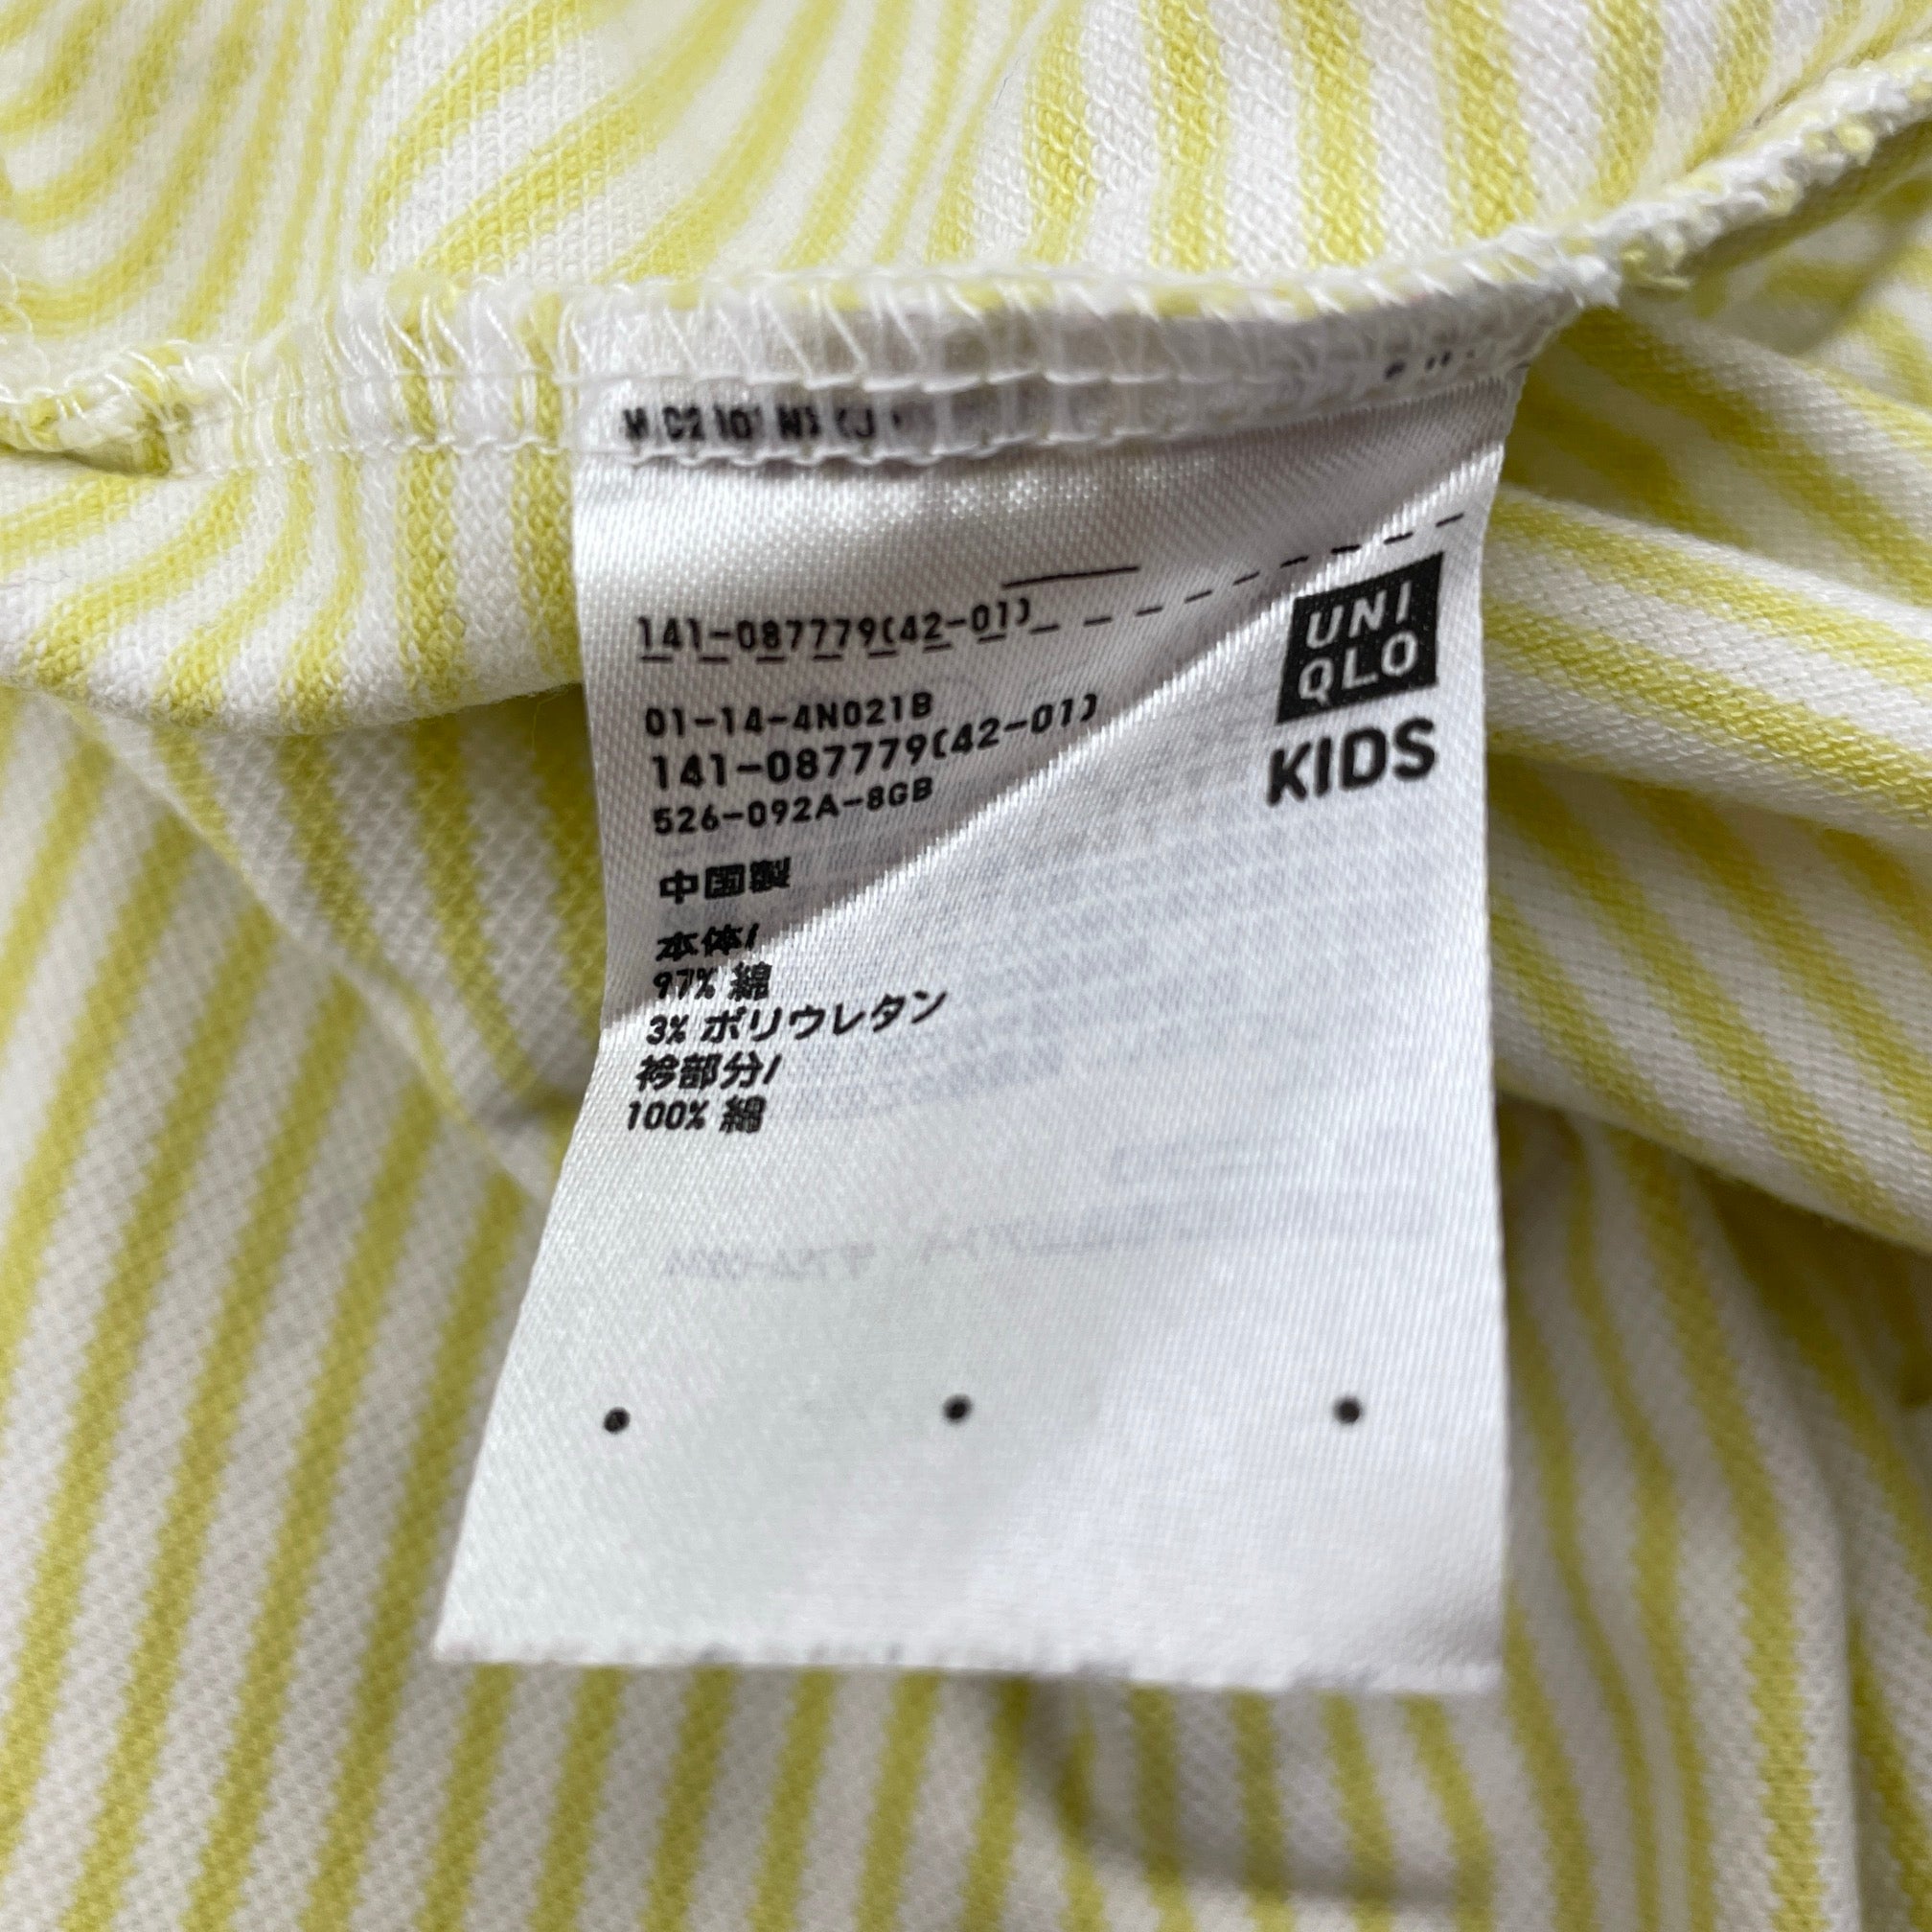 141-087779(42-01)
UNI
QLO
KIDS
01-14-4N021B
141-087779(42-01)
526-092A-8GB
中国製
本体/
97% 綿
3% ポリウレタン
衿部分/
100% 綿